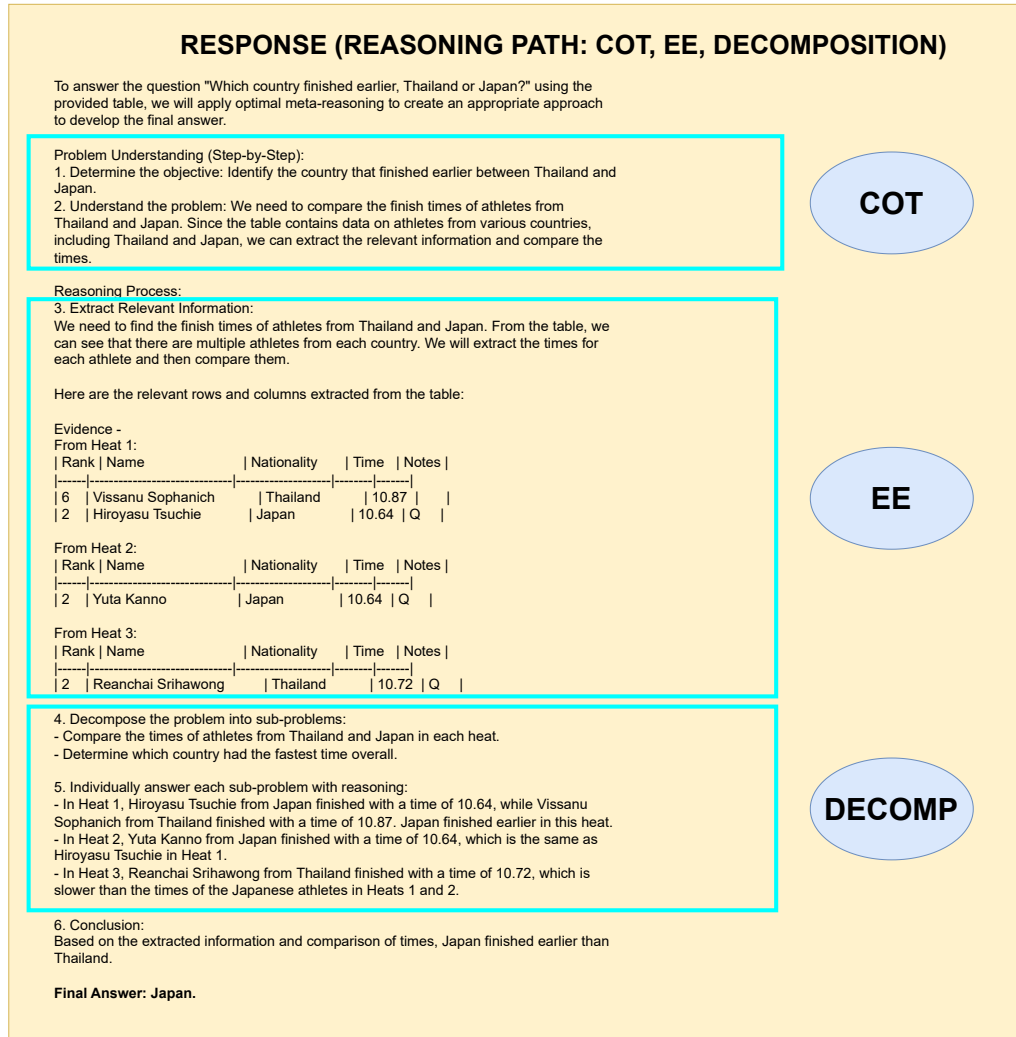 RESPONSE (REASONING PATH: COT, EE, DECOMPOSITION)
To answer the question "Which country finished earlier, Thailand or Japan?" using the
provided table, we will apply optimal meta-reasoning to create an appropriate approach
to develop the final answer.
Problem Understanding (Step-by-Step):
1. Determine the objective: Identify the country that finished earlier between Thailand and
Japan.
2. Understand the problem: We need to compare the finish times of athletes from
Thailand and Japan. Since the table contains data on athletes from various countries,
including Thailand and Japan, we can extract the relevant information and compare the
times.
COT
Reasoning Process:
3. Extract Relevant Information:
We need to find the finish times of athletes from Thailand and Japan. From the table, we
can see that there are multiple athletes from each country. We will extract the times for
each athlete and then compare them.
Here are the relevant rows and columns extracted from the table:
Evidence -
From Heat 1:
| Rank | Name | Nationality | Time | Notes |
|------|-----------------------------|--------------------|--------|-------|
| 6 | Vissanu Sophanich | Thailand | 10.87 | |
| 2 | Hiroyasu Tsuchie | Japan | 10.64 | Q |
From Heat 2:
| Rank | Name | Nationality | Time | Notes |
|------|-----------------------------|--------------------|--------|-------|
| 2 | Yuta Kanno | Japan | 10.64 | Q |
From Heat 3:
| Rank | Name | Nationality | Time | Notes |
|------|-----------------------------|--------------------|--------|-------|
| 2 | Reanchai Srihawong | Thailand | 10.72 | Q |
EE
4. Decompose the problem into sub-problems:
- Compare the times of athletes from Thailand and Japan in each heat.
- Determine which country had the fastest time overall.
5. Individually answer each sub-problem with reasoning:
- In Heat 1, Hiroyasu Tsuchie from Japan finished with a time of 10.64, while Vissanu
Sophanich from Thailand finished with a time of 10.87. Japan finished earlier in this heat.
- In Heat 2, Yuta Kanno from Japan finished with a time of 10.64, which is the same as
Hiroyasu Tsuchie in Heat 1.
- In Heat 3, Reanchai Srihawong from Thailand finished with a time of 10.72, which is
slower than the times of the Japanese athletes in Heats 1 and 2.
DECOMP
6. Conclusion:
Based on the extracted information and comparison of times, Japan finished earlier than
Thailand.
Final Answer: Japan.